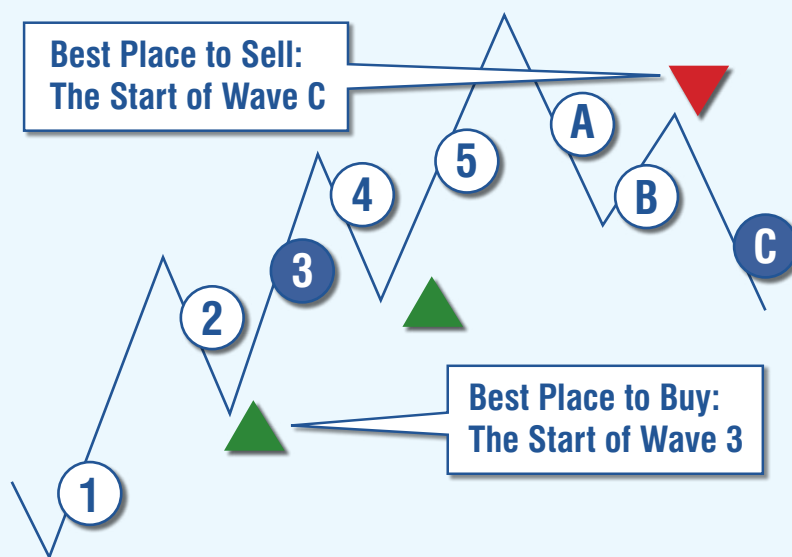 Best Place to Sell:
The Start of Wave C
A
5
4
B
C
3
2
Best Place to Buy:
The Start of Wave 3
1